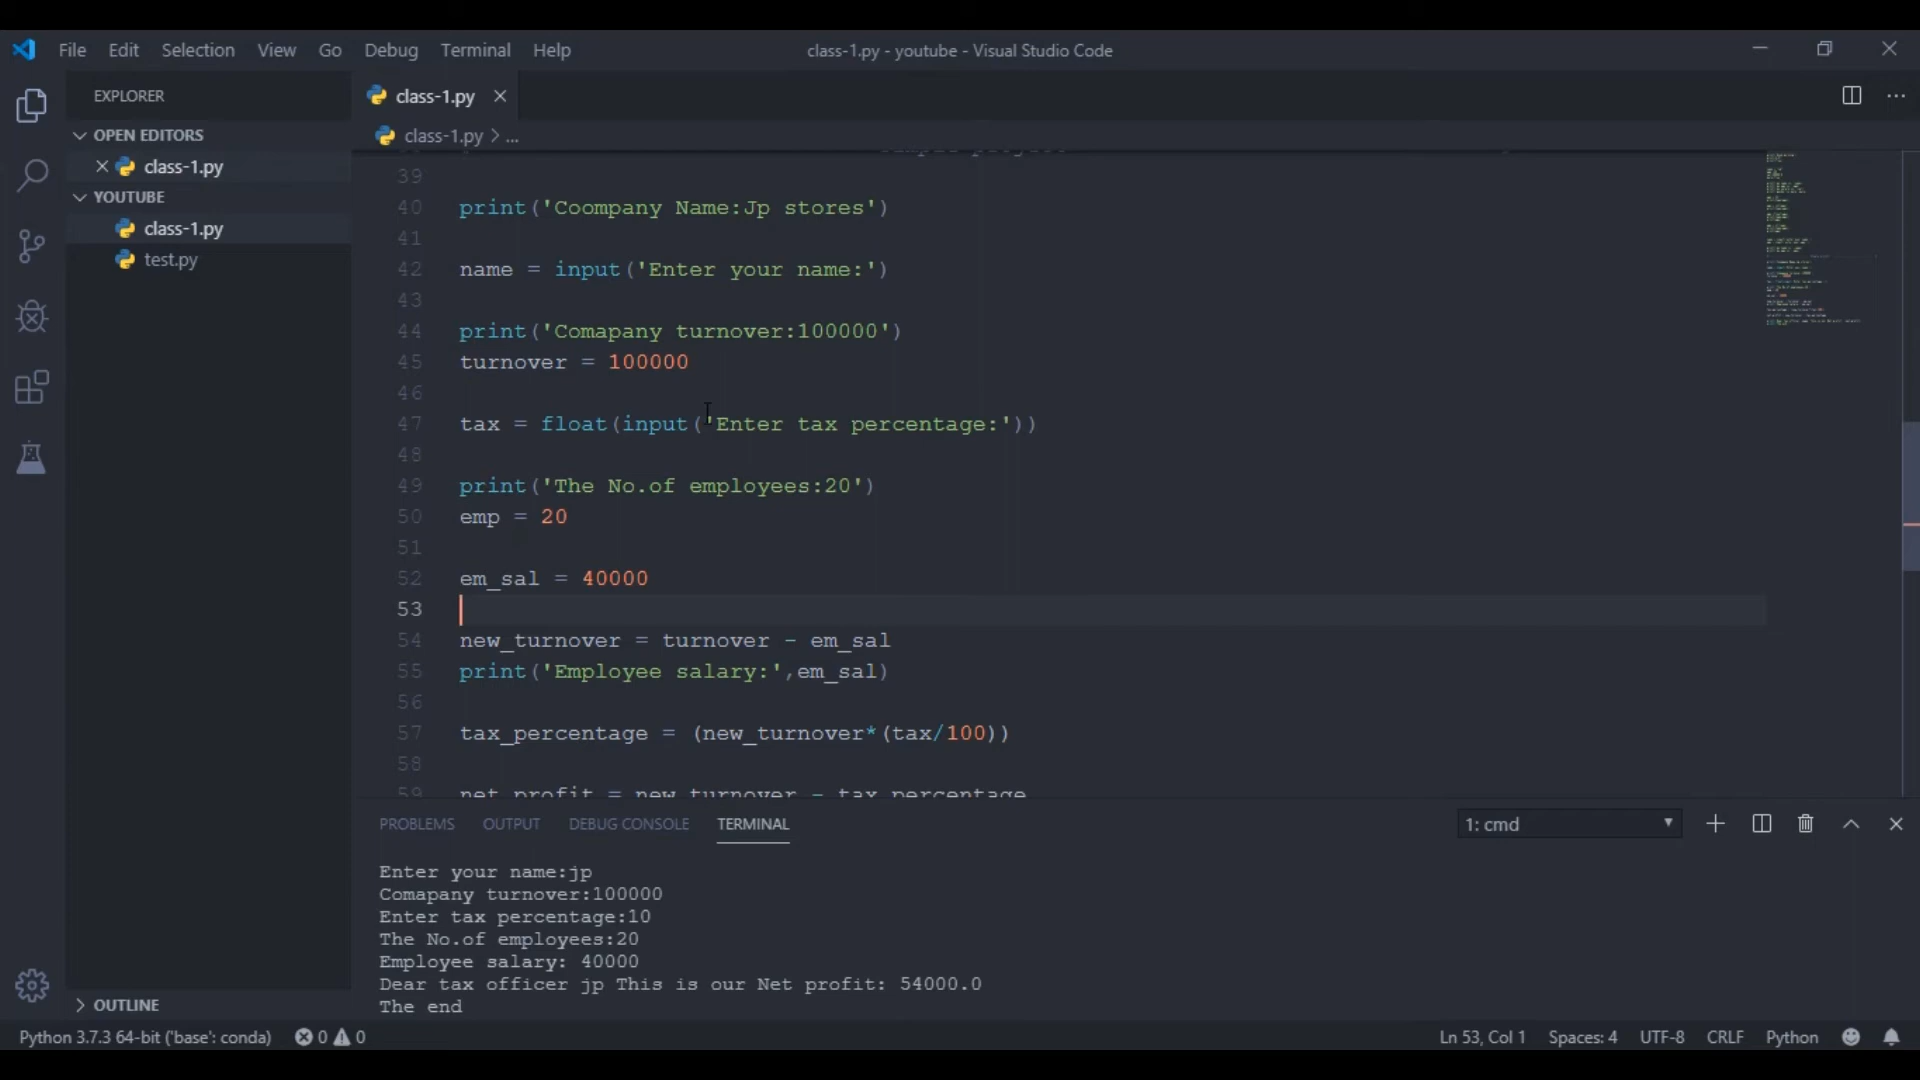 File Edit Selection View Go Debug Terminal Help class-1.py - youtube - Visual Studio Code
EXPLORER
OPEN EDITORS
class-1.py
YOUTUBE
class-1.py
test.py
OUTLINE
class-1.py
class-1.py > ...
39
40 print('Coompany Name:Jp stores')
41
42 name = input('Enter your name:')
43
44 print('Comapany turnover:100000')
45 turnover = 100000
46
47 tax = float(input('Enter tax percentage:'))
48
49 print('The No.of employees:20')
50 emp = 20
51
52 em_sal = 40000
53
54 new_turnover = turnover - em_sal
55 print('Employee salary:',em_sal)
56
57 tax_percentage = (new_turnover*(tax/100))
58
59 net_profit = new_turnover - tax_percentage
PROBLEMS OUTPUT DEBUG CONSOLE TERMINAL 1: cmd
Enter your name:jp
Comapany turnover:100000
Enter tax percentage:10
The No.of employees:20
Employee salary: 40000
Dear tax officer jp This is our Net profit: 54000.0
The end
Python 3.7.3 64-bit ('base': conda) 0 0 Ln 53, Col 1 Spaces: 4 UTF-8 CRLF Python